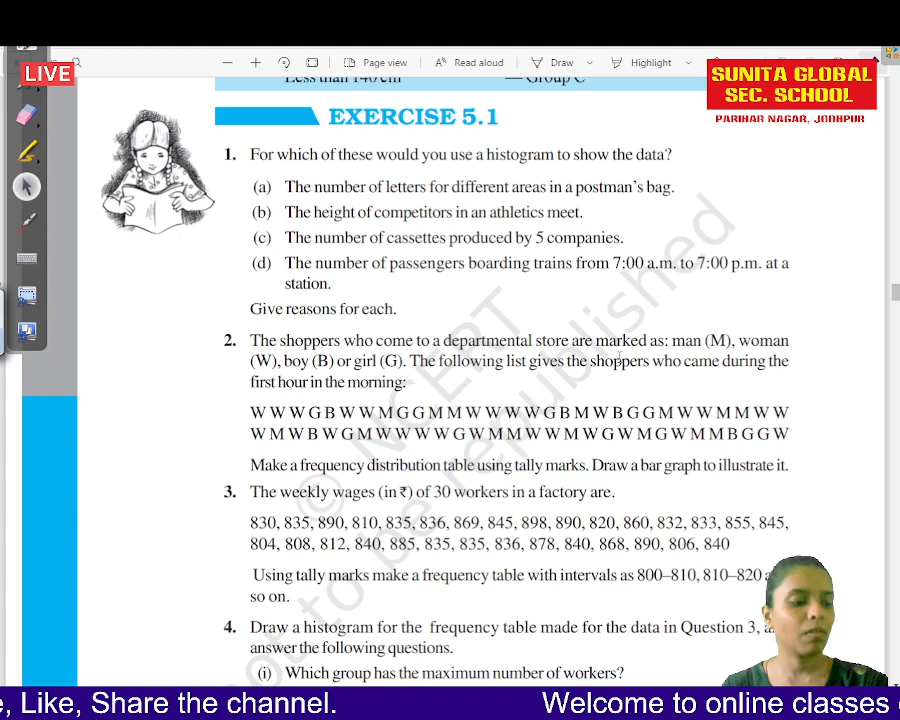 LIVE
Page view
Read aloud
Draw
Highlight
SUNITA GLOBAL
SEC. SCHOOL
PARIHAR NAGAR, JODHPUR
Less than 140 cm — Group C
EXERCISE 5.1
1. For which of these would you use a histogram to show the data?
(a) The number of letters for different areas in a postman's bag.
(b) The height of competitors in an athletics meet.
(c) The number of cassettes produced by 5 companies.
(d) The number of passengers boarding trains from 7:00 a.m. to 7:00 p.m. at a
station.
Give reasons for each.
2. The shoppers who come to a departmental store are marked as: man (M), woman
(W), boy (B) or girl (G). The following list gives the shoppers who came during the
first hour in the morning:
W W W G B W W M G G M M W W W W G B M W B G G M W W M M W W
W M W B W G M W W W W G W M M W W M W G W M G W M M B G G W
Make a frequency distribution table using tally marks. Draw a bar graph to illustrate it.
3. The weekly wages (in ₹) of 30 workers in a factory are.
830, 835, 890, 810, 835, 836, 869, 845, 898, 890, 820, 860, 832, 833, 855, 845,
804, 808, 812, 840, 885, 835, 835, 836, 878, 840, 868, 890, 806, 840
Using tally marks make a frequency table with intervals as 800–810, 810–820
so on.
4. Draw a histogram for the frequency table made for the data in Question 3,
answer the following questions.
(i) Which group has the maximum number of workers?
© NCERT
not to be republished
, Like, Share the channel. Welcome to online classes